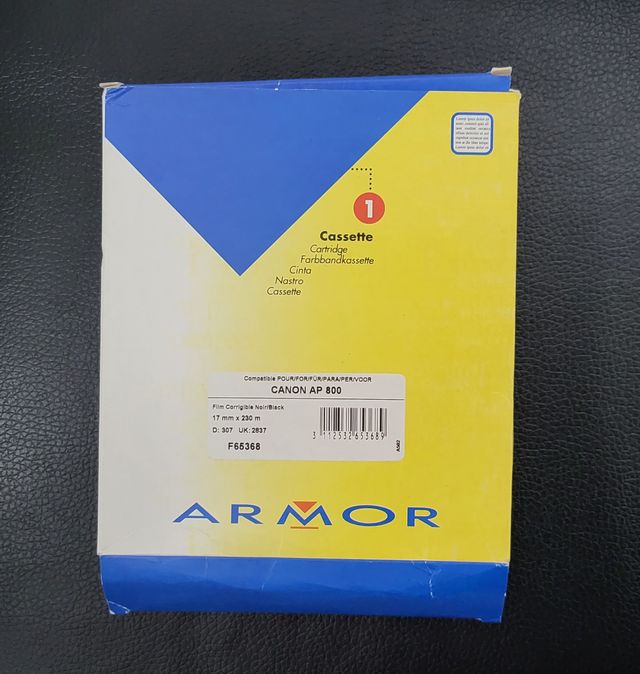 1
Cassette
Cartridge
Farbbandkassette
Cinta
Nastro
Cassette
Compatible POUR/FOR/FÜR/PARA/PER/VOOR
CANON AP 800
Film Corrigible Noir/Black
17 mm x 230 m
D: 307 UK: 2837
F65368
3 112532 653689
A362
ARMOR